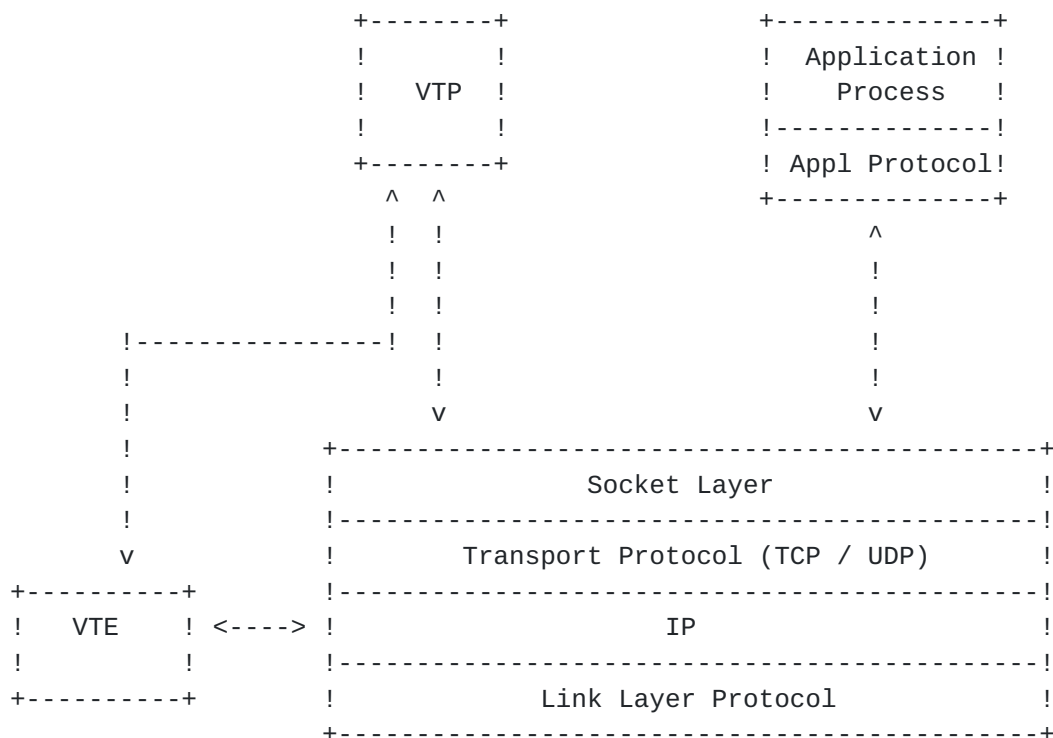 Application
VTP
Process
Appl Protocol
Socket Layer
Transport Protocol (TCP / UDP)
VTE
IP
Link Layer Protocol